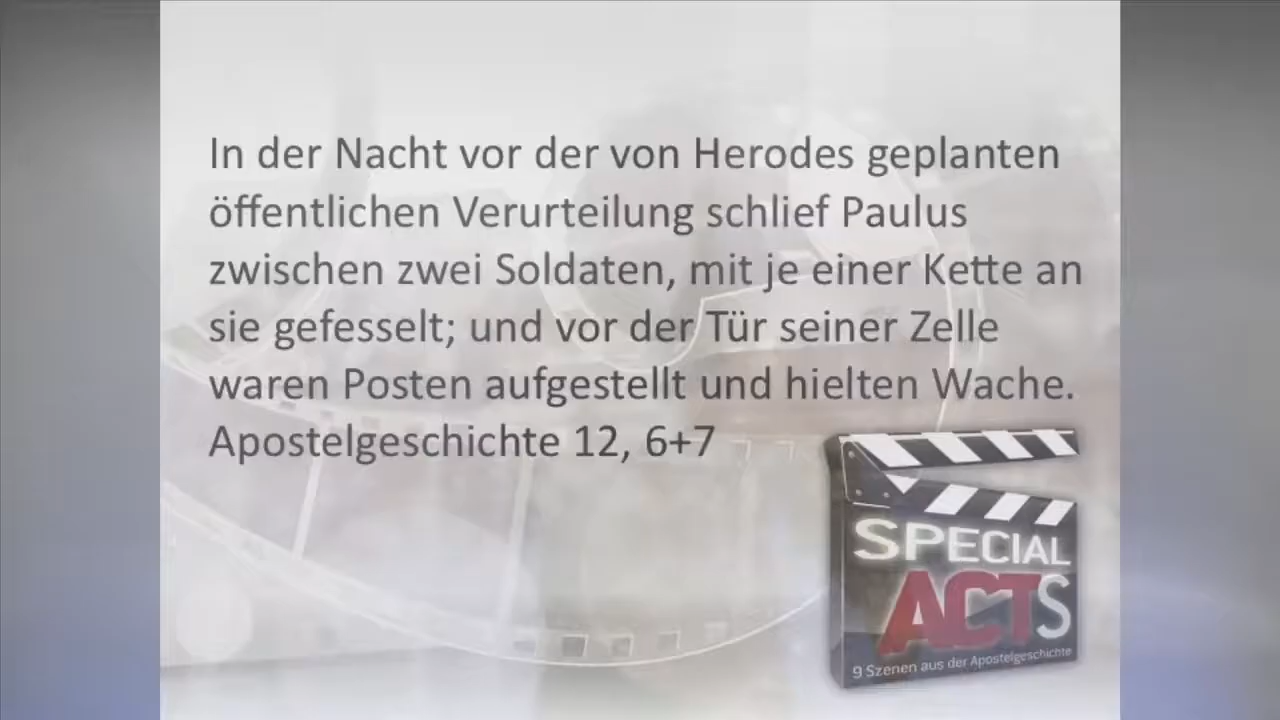 In der Nacht vor der von Herodes geplanten
öffentlichen Verurteilung schlief Paulus
zwischen zwei Soldaten, mit je einer Kette an
sie gefesselt; und vor der Tür seiner Zelle
waren Posten aufgestellt und hielten Wache.
Apostelgeschichte 12, 6+7
SPECIAL
ACTS
9 Szenen aus der Apostelgeschichte